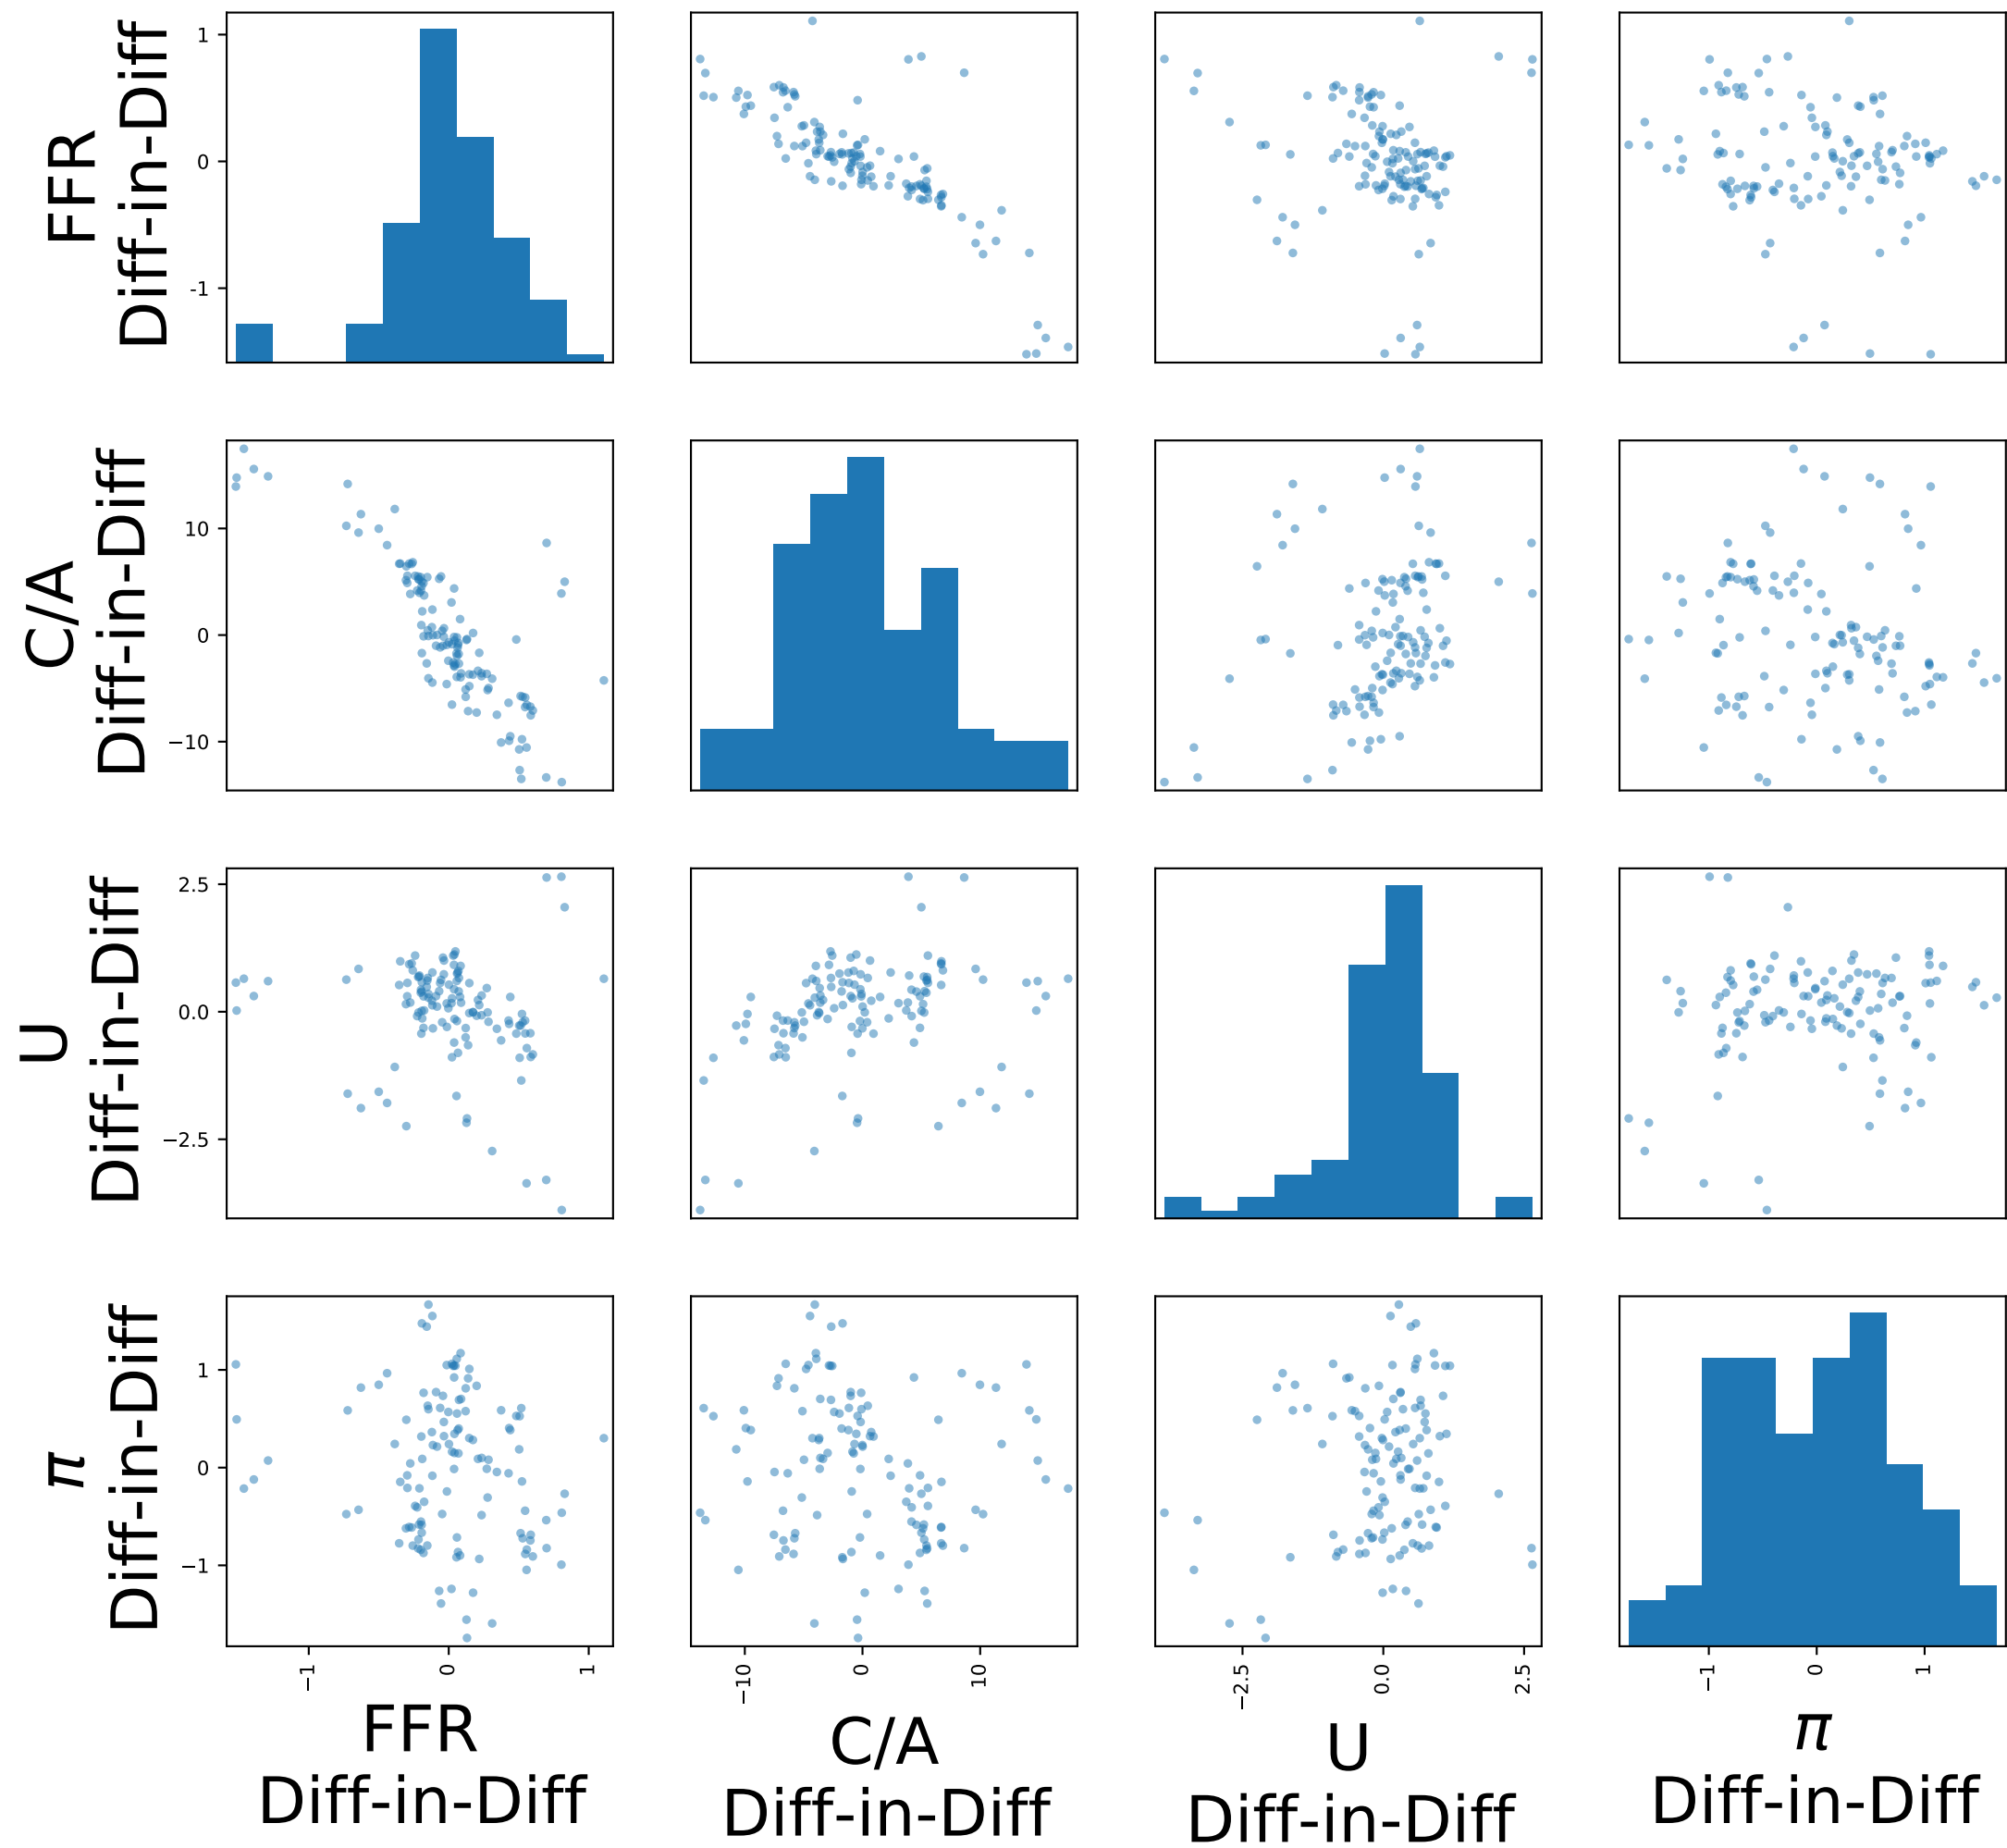 FFR
Diff-in-Diff
1
0
-1
C/A
Diff-in-Diff
10
0
−10
U
Diff-in-Diff
2.5
0.0
−2.5
π
Diff-in-Diff
1
0
−1
−1 0 1
−10 0 10
−2.5 0.0 2.5
−1 0 1
FFR
Diff-in-Diff
C/A
Diff-in-Diff
U
Diff-in-Diff
π
Diff-in-Diff